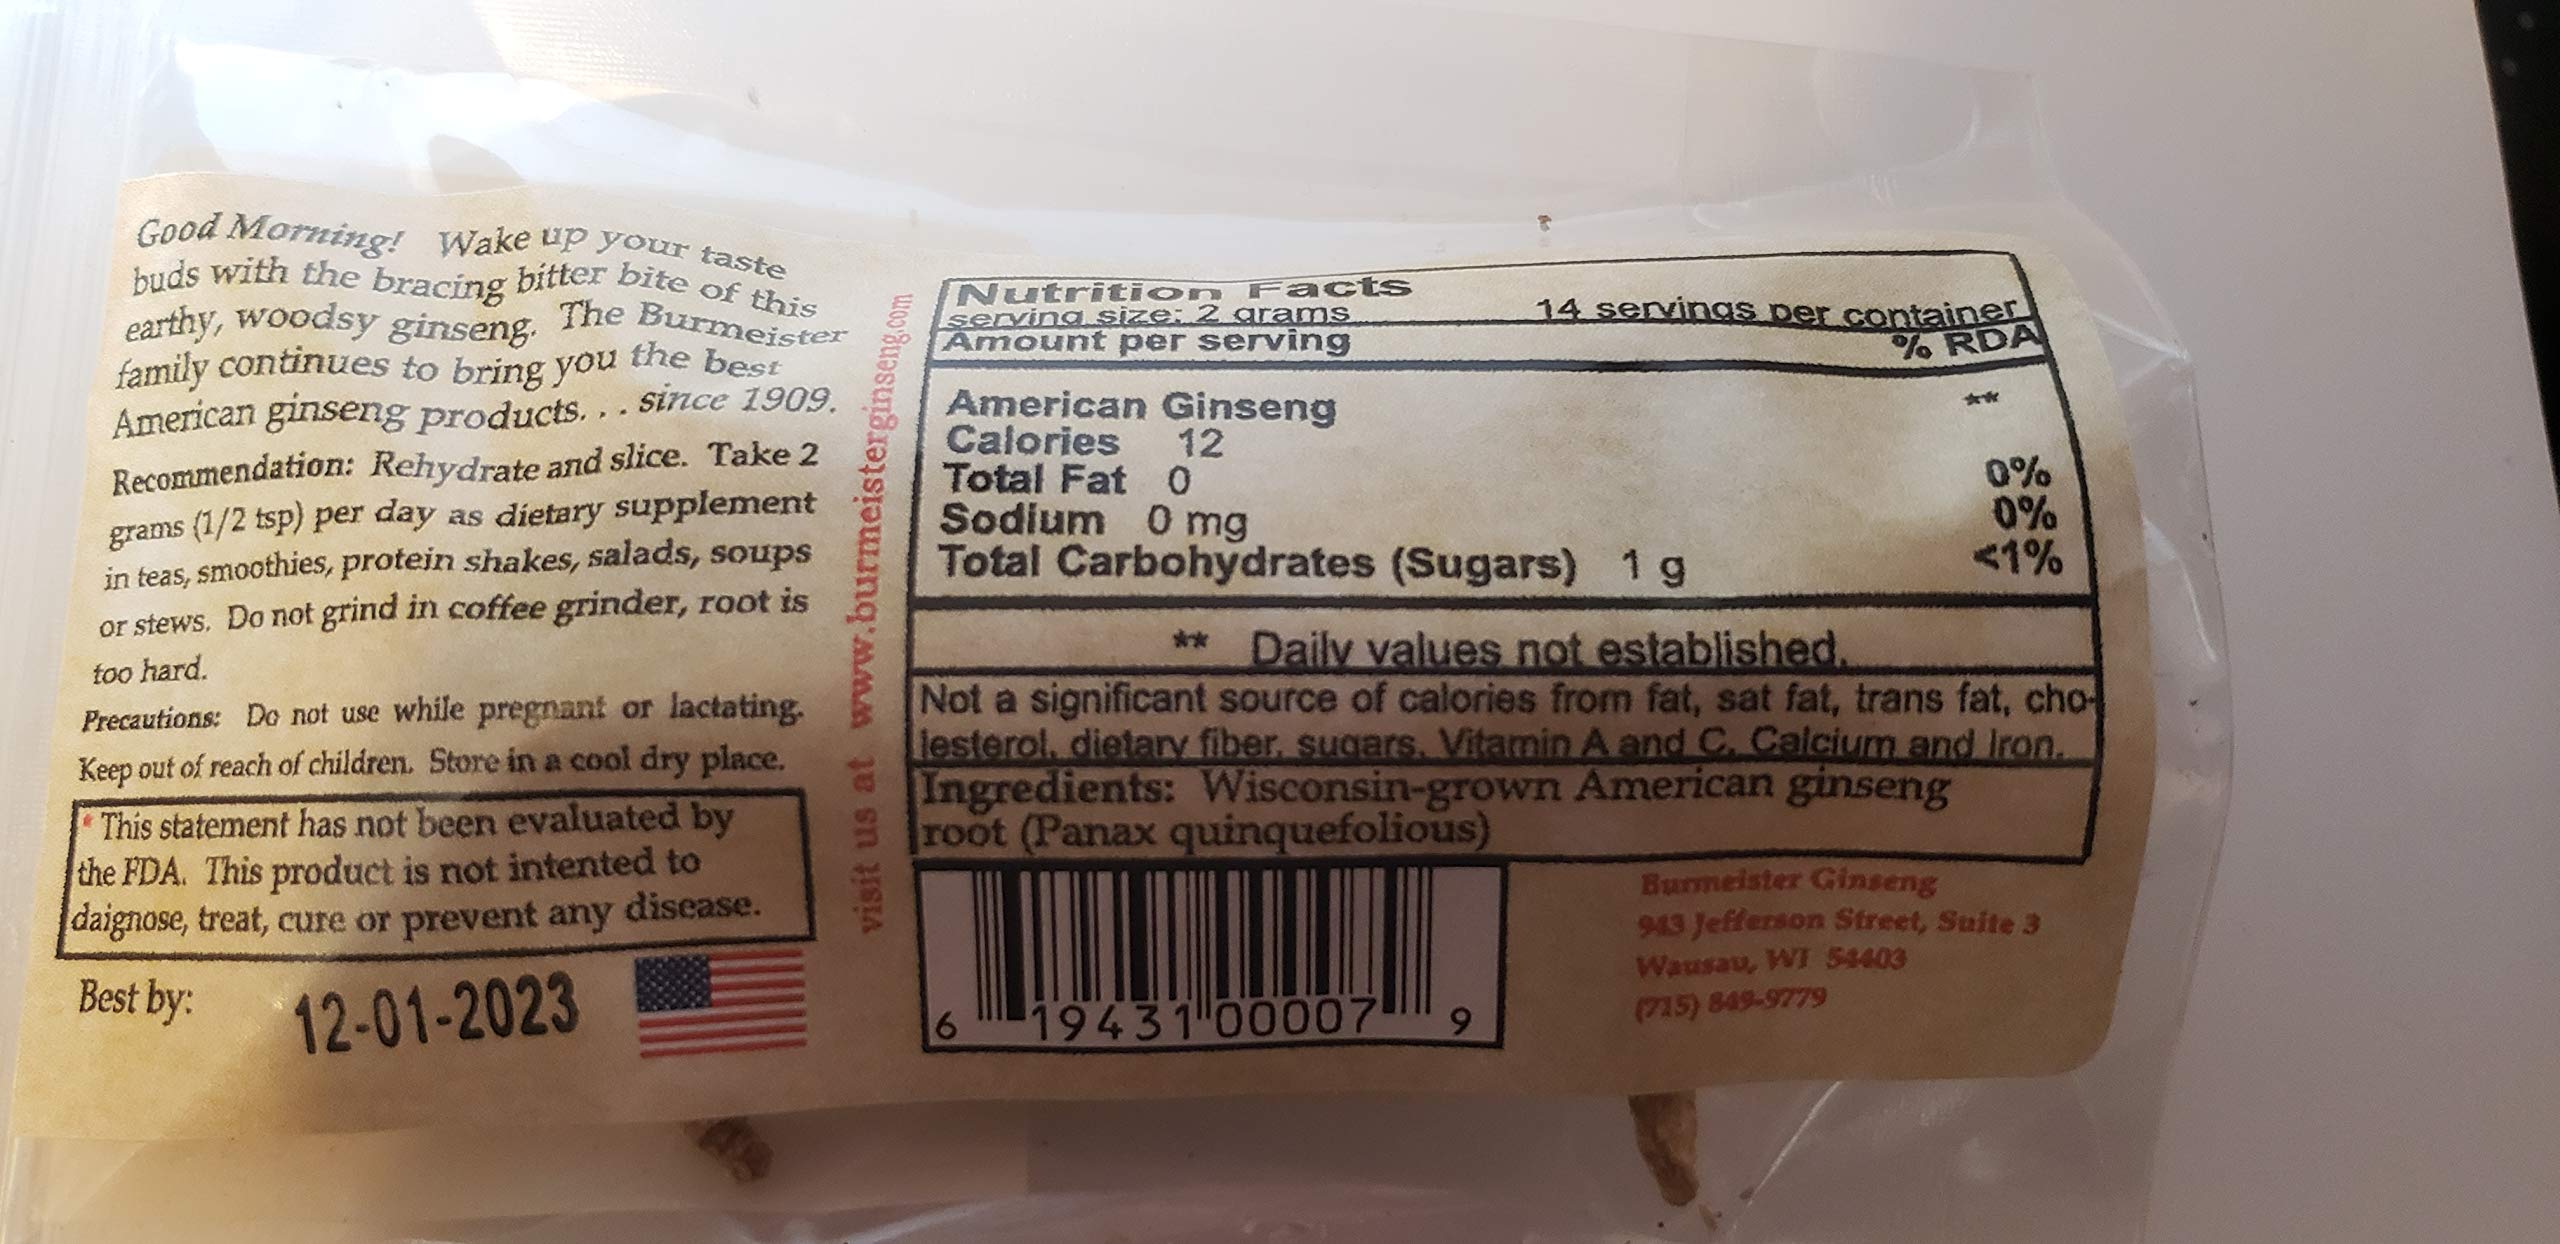 Good Morning! Wake up your taste
buds with the bracing bitter bite of this
earthy, woodsy ginseng. The Burmeister
family continues to bring you the best
American ginseng products. . . since 1909.
Recommendation: Rehydrate and slice. Take 2
grams (1/2 tsp) per day as dietary supplement
in teas, smoothies, protein shakes, salads, soups
or stews. Do not grind in coffee grinder, root is
too hard.
Precautions: Do not use while pregnant or lactating.
Keep out of reach of children. Store in a cool dry place.
* This statement has not been evaluated by
the FDA. This product is not intented to
daignose, treat, cure or prevent any disease.
Best by: 12-01-2023
visit us at www.burmeisterginseng.com
Nutrition Facts
serving size: 2 grams 14 servings per container
Amount per serving % RDA
American Ginseng **
Calories 12
Total Fat 0 0%
Sodium 0 mg 0%
Total Carbohydrates (Sugars) 1 g <1%
** Daily values not established.
Not a significant source of calories from fat, sat fat, trans fat, cho-
lesterol, dietary fiber, sugars, Vitamin A and C, Calcium and Iron.
Ingredients: Wisconsin-grown American ginseng
root (Panax quinquefolious)
6 19431 00007 9
Burmeister Ginseng
943 Jefferson Street, Suite 3
Wausau, WI 54403
(715) 849-9779